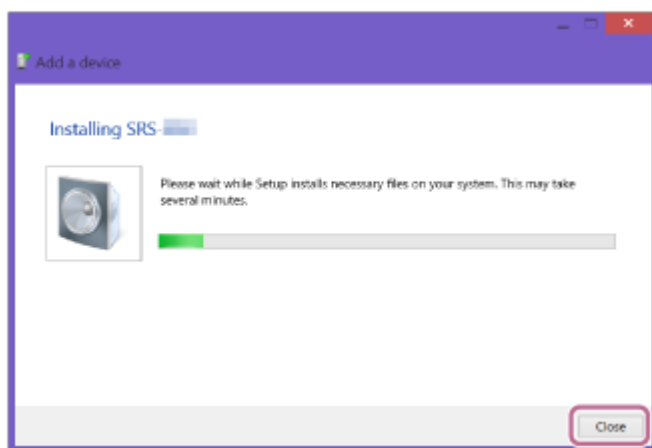 Add a device
Installing SRS-
Please wait while Setup installs necessary files on your system. This may take
several minutes.
Close